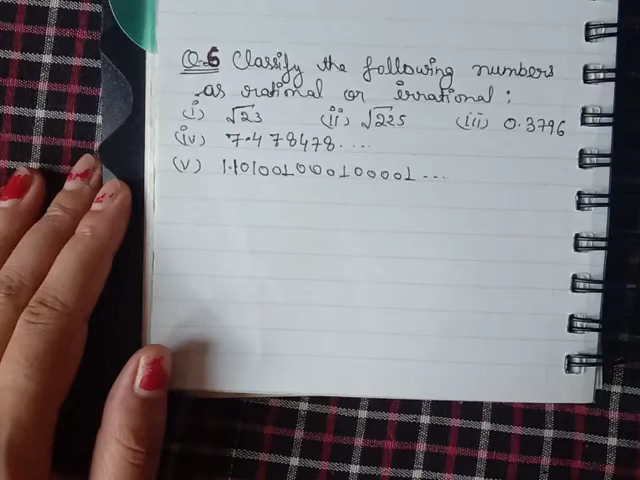 Q.6 Classify the following numbers
as rational or irrational:
(i) √23 (ii) √225 (iii) 0.3796
(iv) 7.478478....
(v) 1.101001000100001...